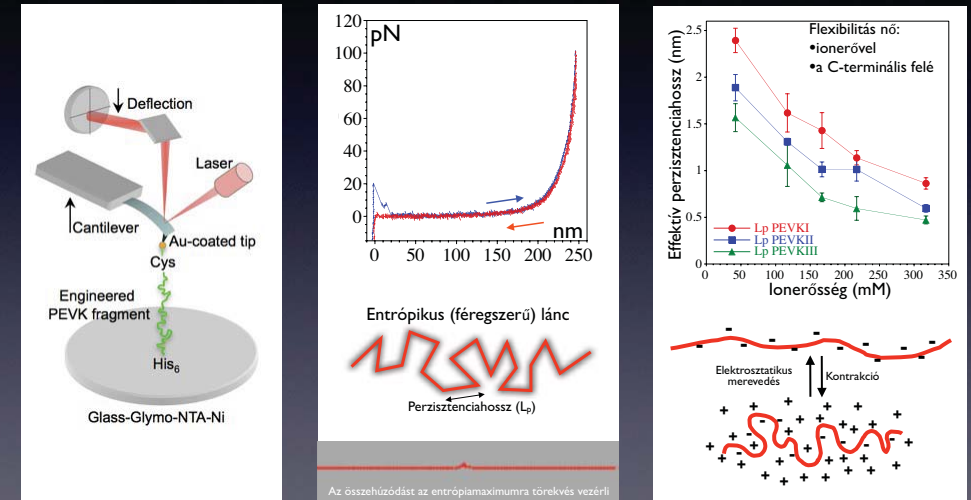 Deflection
Laser
Cantilever
Au-coated tip
Cys
Engineered
PEVK fragment
His6
Glass-Glymo-NTA-Ni
pN
120
100
80
60
40
20
0
nm
0 50 100 150 200 250
Entrópikus (féregszerű) lánc
Perzisztenciahossz (Lp)
Az összehúzódást az entrópiamaximumra törekvés vezérli
Effektív perzisztenciahossz (nm)
2.5
2
1.5
1
0.5
0
Flexibilitás nő:
•ionerővel
•a C-terminális felé
Lp PEVKI
Lp PEVKII
Lp PEVKIII
0 50 100 150 200 250 300 350
Ionerősség (mM)
Elektrosztatikus
merevedés
Kontrakció